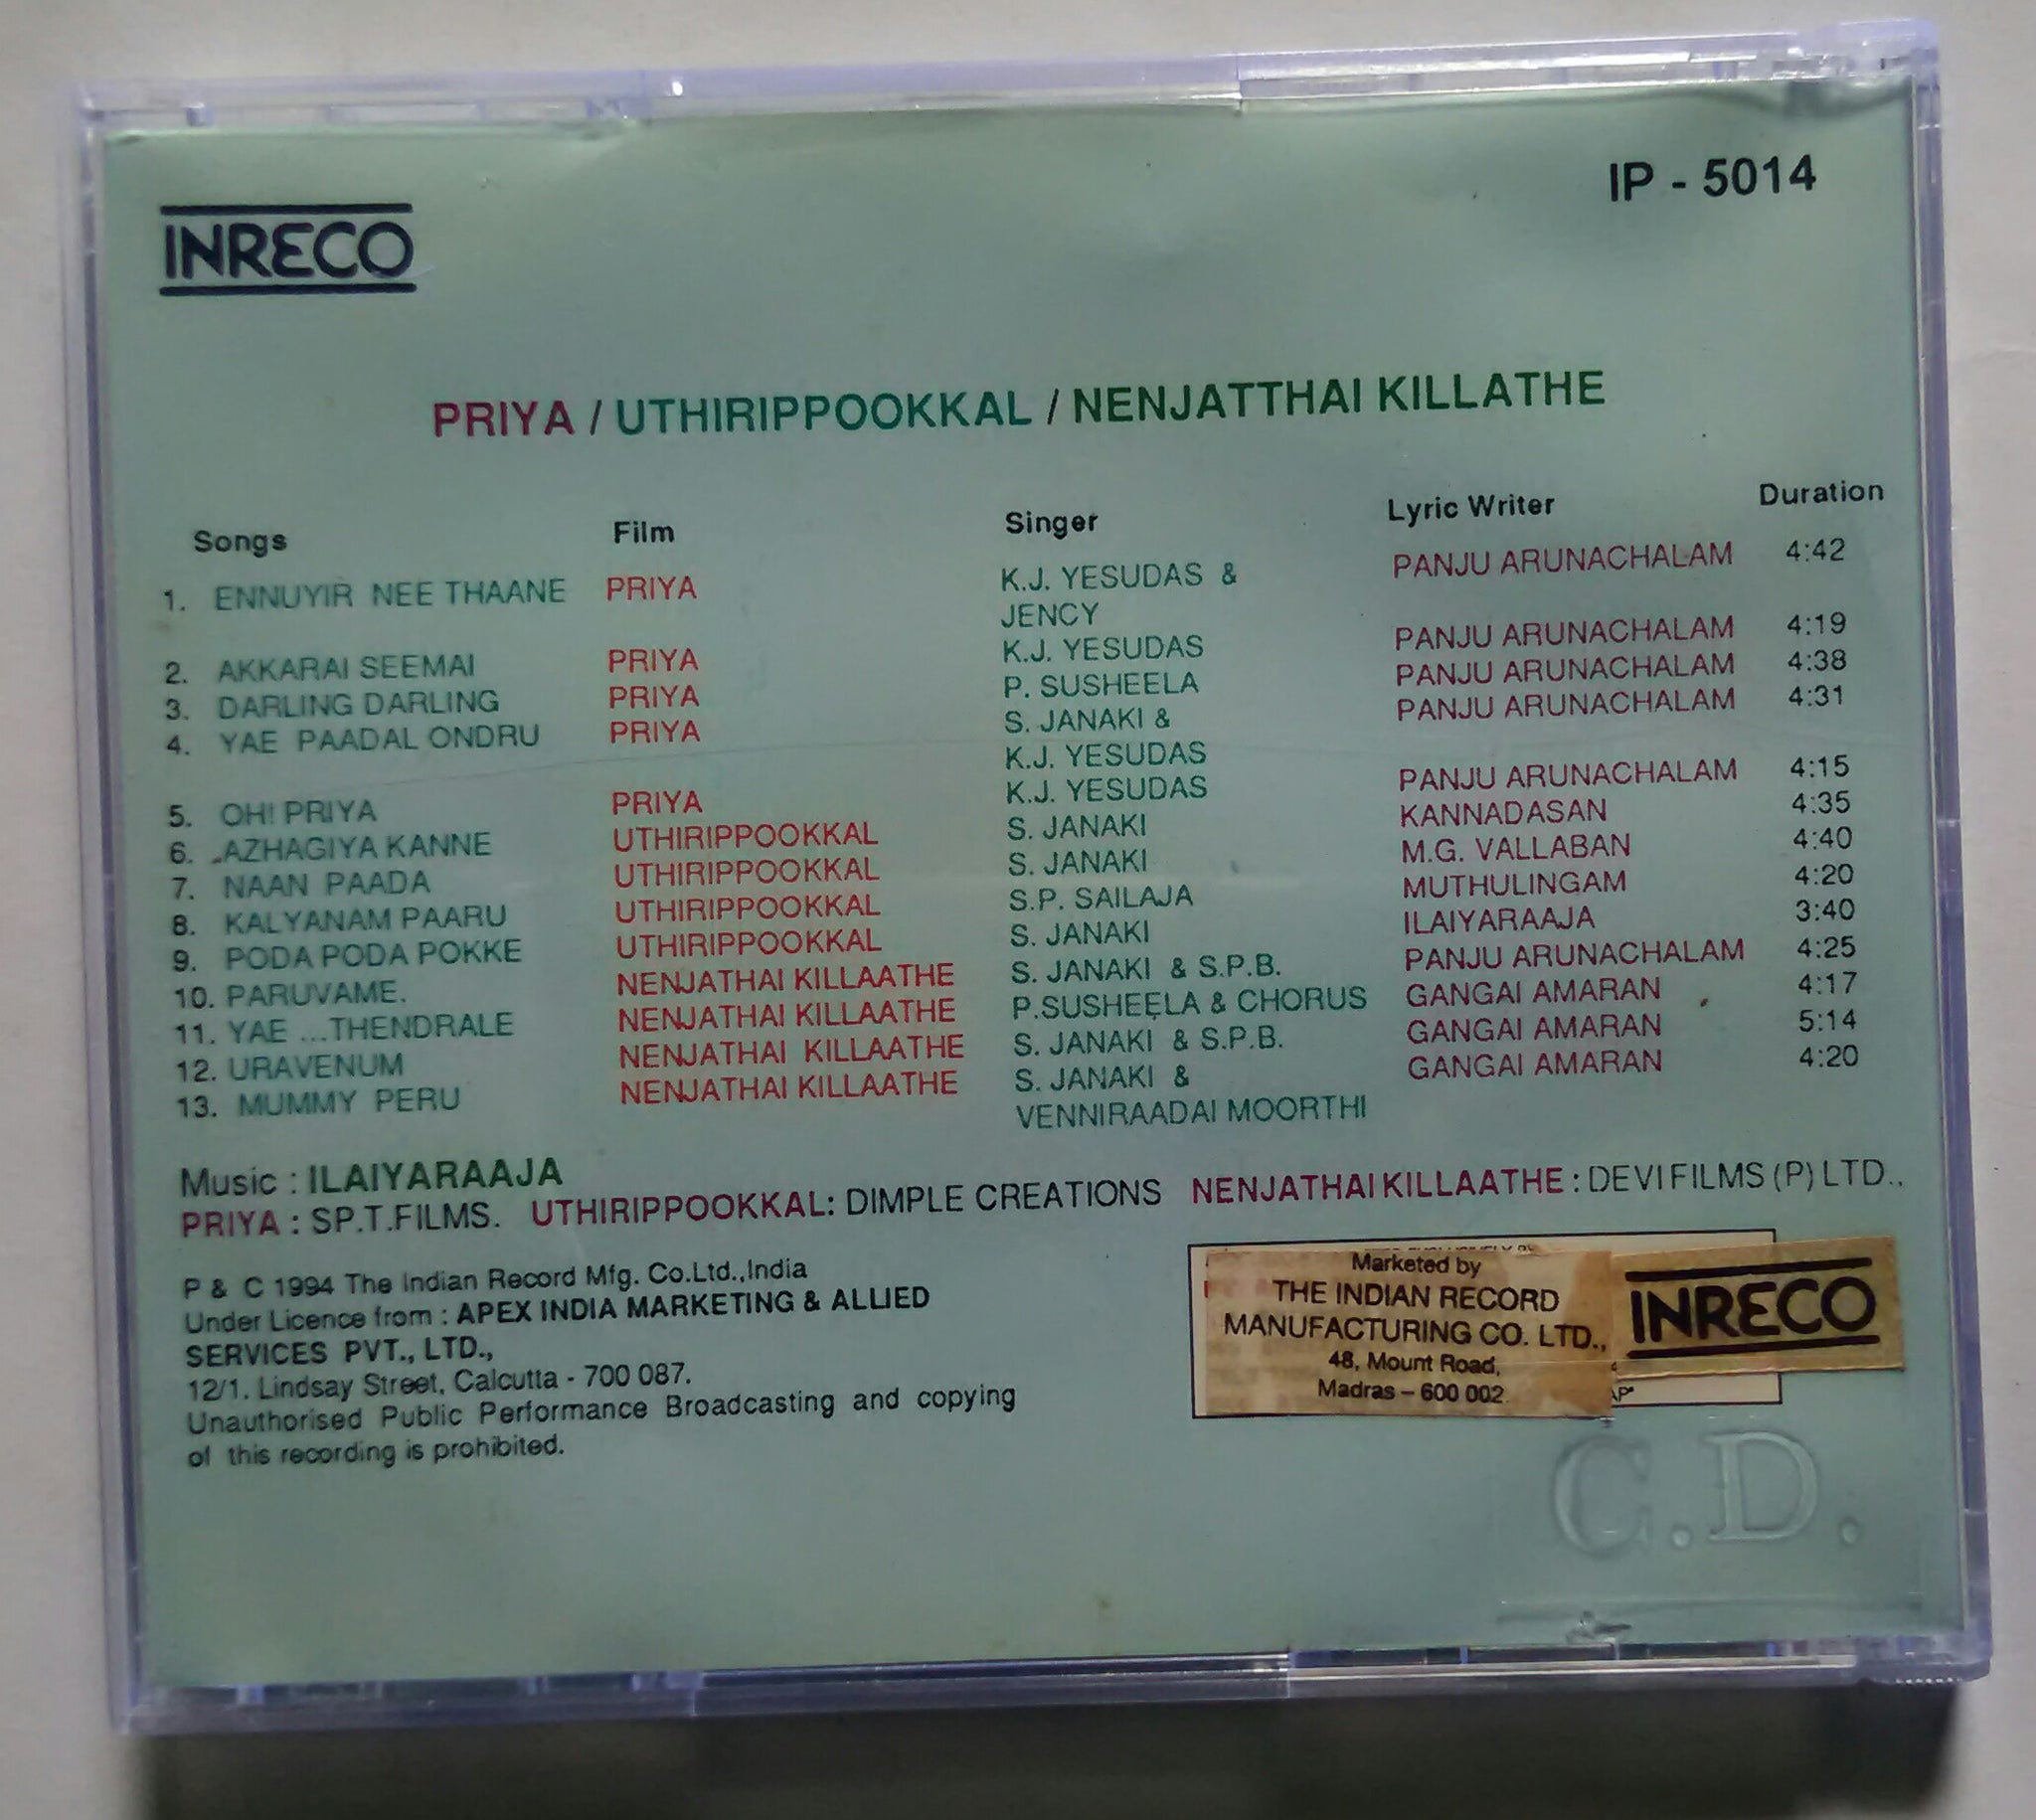 INRECO
IP - 5014
PRIYA / UTHIRIPPOOKKAL / NENJATTHAI KILLATHE
Songs Film Singer Lyric Writer Duration
1. ENNUYIR NEE THAANE PRIYA K.J. YESUDAS & PANJU ARUNACHALAM 4:42
JENCY
2. AKKARAI SEEMAI PRIYA K.J. YESUDAS PANJU ARUNACHALAM 4:19
3. DARLING DARLING PRIYA P. SUSHEELA PANJU ARUNACHALAM 4:38
4. YAE PAADAL ONDRU PRIYA S. JANAKI & PANJU ARUNACHALAM 4:31
K.J. YESUDAS
5. OH! PRIYA PRIYA K.J. YESUDAS PANJU ARUNACHALAM 4:15
6. AZHAGIYA KANNE UTHIRIPPOOKKAL S. JANAKI KANNADASAN 4:35
7. NAAN PAADA UTHIRIPPOOKKAL S. JANAKI M.G. VALLABAN 4:40
8. KALYANAM PAARU UTHIRIPPOOKKAL S.P. SAILAJA MUTHULINGAM 4:20
9. PODA PODA POKKE UTHIRIPPOOKKAL S. JANAKI ILAIYARAAJA 3:40
10. PARUVAME. NENJATHAI KILLAATHE S. JANAKI & S.P.B. PANJU ARUNACHALAM 4:25
11. YAE ...THENDRALE NENJATHAI KILLAATHE P.SUSHEELA & CHORUS GANGAI AMARAN 4:17
12. URAVENUM NENJATHAI KILLAATHE S. JANAKI & S.P.B. GANGAI AMARAN 5:14
13. MUMMY PERU NENJATHAI KILLAATHE S. JANAKI & GANGAI AMARAN 4:20
VENNIRAADAI MOORTHI
Music : ILAIYARAAJA
PRIYA : SP.T.FILMS. UTHIRIPPOOKKAL: DIMPLE CREATIONS NENJATHAI KILLAATHE : DEVI FILMS (P) LTD.,
P & C 1994 The Indian Record Mfg. Co.Ltd.,India
Under Licence from : APEX INDIA MARKETING & ALLIED
SERVICES PVT., LTD.,
12/1. Lindsay Street, Calcutta - 700 087.
Unauthorised Public Performance Broadcasting and copying
of this recording is prohibited.
Marketed by
THE INDIAN RECORD
MANUFACTURING CO. LTD.,
48, Mount Road,
Madras – 600 002
INRECO
C.D.